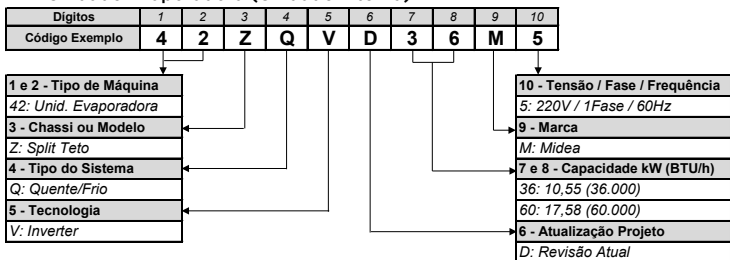 Dígitos 1 2 3 4 5 6 7 8 9 10
Código Exemplo 4 2 Z Q V D 3 6 M 5
1 e 2 - Tipo de Máquina
42: Unid. Evaporadora
3 - Chassi ou Modelo
Z: Split Teto
4 - Tipo do Sistema
Q: Quente/Frio
5 - Tecnologia
V: Inverter
10 - Tensão / Fase / Frequência
5: 220V / 1Fase / 60Hz
9 - Marca
M: Midea
7 e 8 - Capacidade kW (BTU/h)
36: 10,55 (36.000)
60: 17,58 (60.000)
6 - Atualização Projeto
D: Revisão Atual